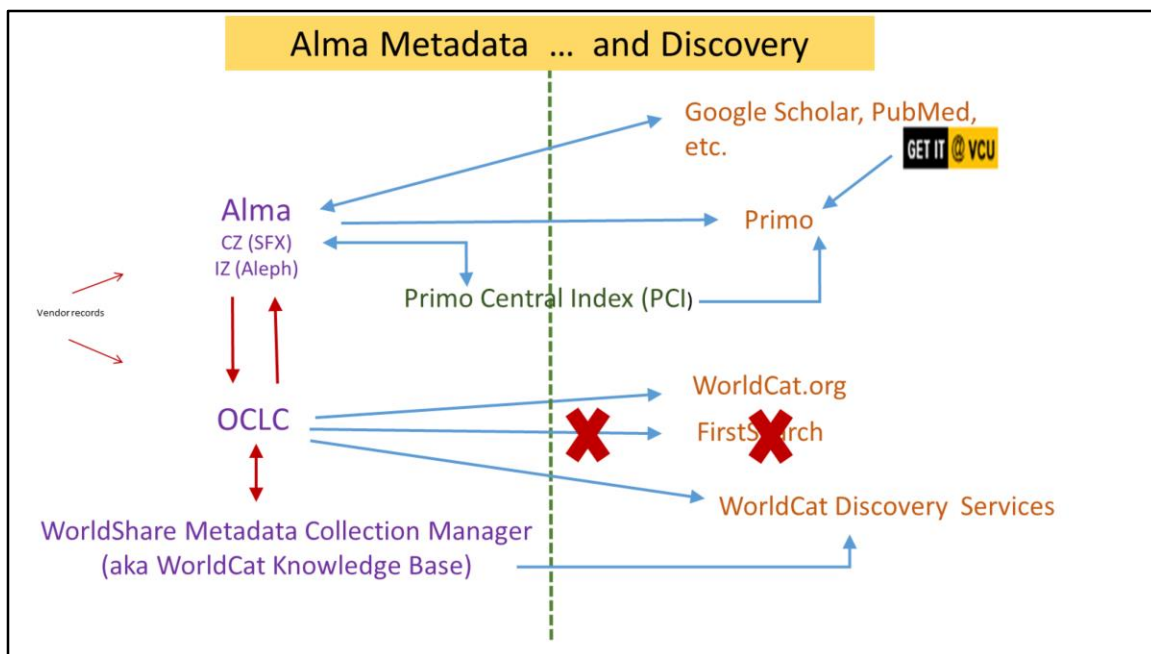 Alma Metadata … and Discovery
Google Scholar, PubMed,
etc.
GET IT @ VCU
Alma
CZ (SFX)
IZ (Aleph)
Primo
Primo Central Index (PCI)
Vendor records
WorldCat.org
OCLC
FirstSearch
WorldCat Discovery Services
WorldShare Metadata Collection Manager
(aka WorldCat Knowledge Base)